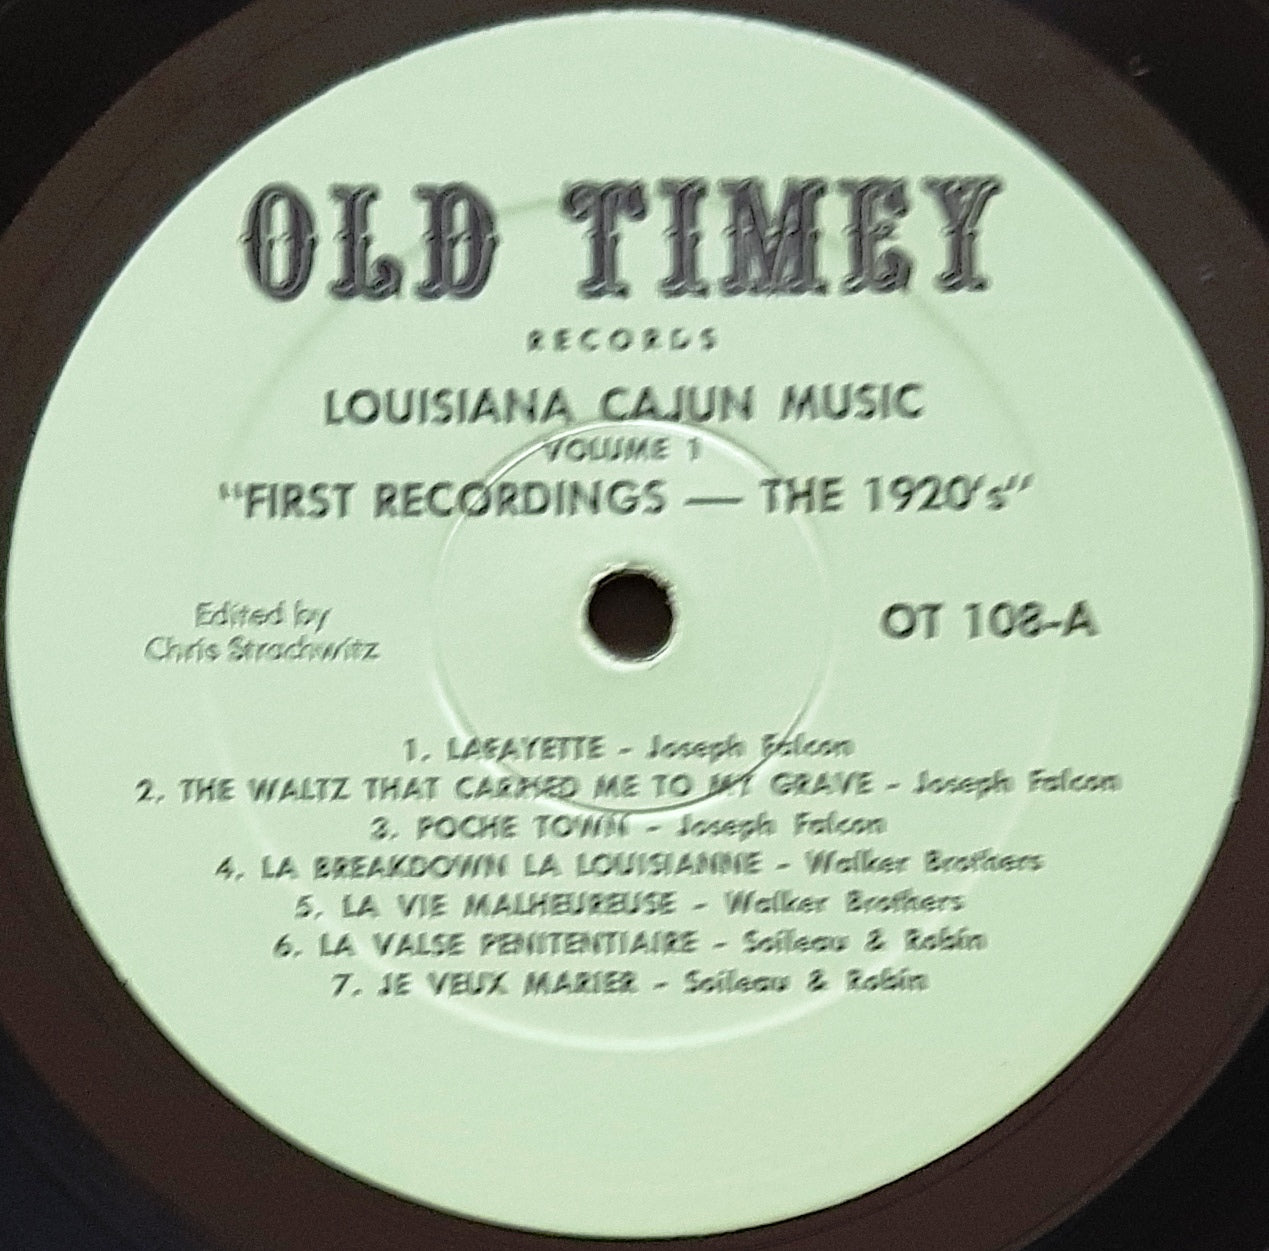 OLD TIMEY
RECORDS
LOUISIANA CAJUN MUSIC
VOLUME 1
"FIRST RECORDINGS — THE 1920's"
Edited by
Chris Strachwitz
OT 108-A
1. LAFAYETTE - Joseph Falcon
2. THE WALTZ THAT CARRIED ME TO MY GRAVE - Joseph Falcon
3. POCHE TOWN - Joseph Falcon
4. LA BREAKDOWN LA LOUISIANNE - Walker Brothers
5. LA VIE MALHEUREUSE - Walker Brothers
6. LA VALSE PENITENTIAIRE - Soileau & Robin
7. JE VEUX MARIER - Soileau & Robin